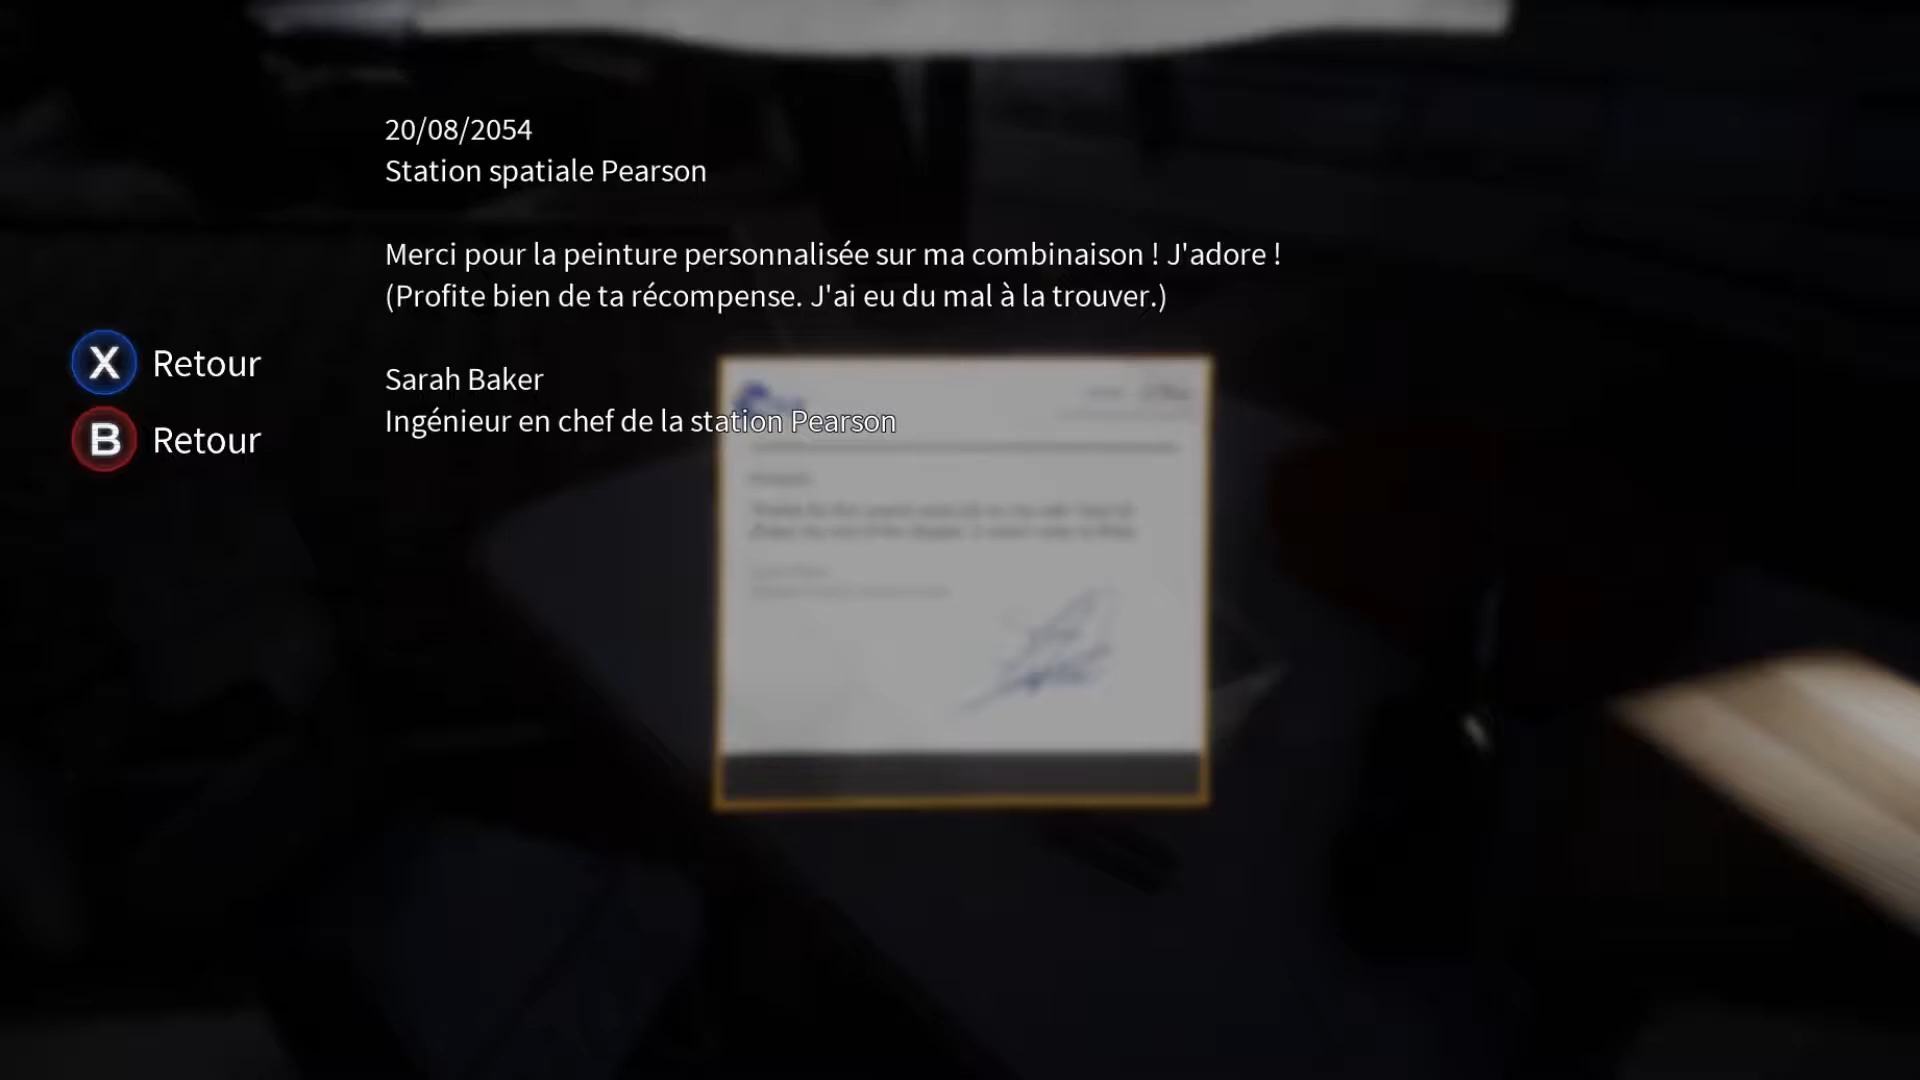 20/08/2054
Station spatiale Pearson
Merci pour la peinture personnalisée sur ma combinaison ! J'adore !
(Profite bien de ta récompense. J'ai eu du mal à la trouver.)
X Retour
Sarah Baker
Ingénieur en chef de la station Pearson
B Retour